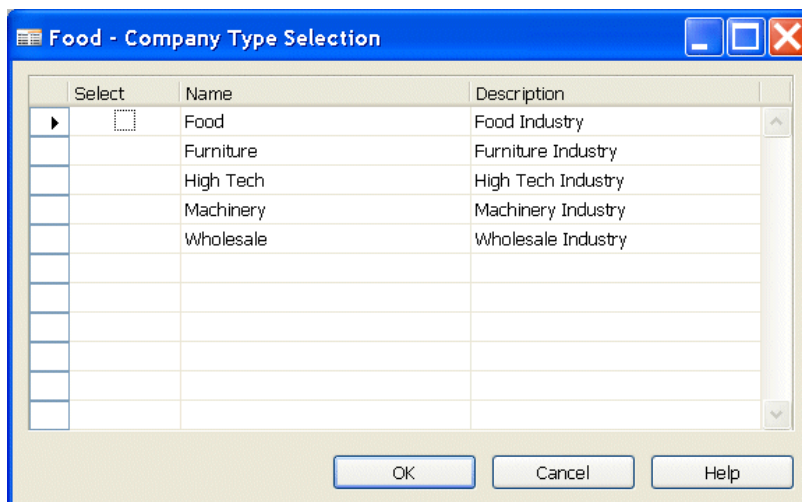 Food - Company Type Selection
Select Name Description
Food Food Industry
Furniture Furniture Industry
High Tech High Tech Industry
Machinery Machinery Industry
Wholesale Wholesale Industry
OK Cancel Help